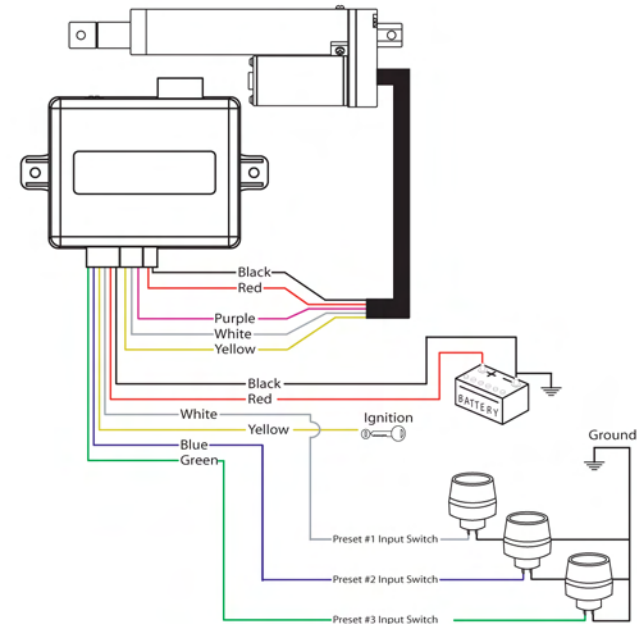 Black
Red
Purple
White
Yellow
Black
Red
+ -
BATTERY
White
Ignition
Yellow
Blue
Green
Ground
Preset #1 Input Switch
Preset #2 Input Switch
Preset #3 Input Switch